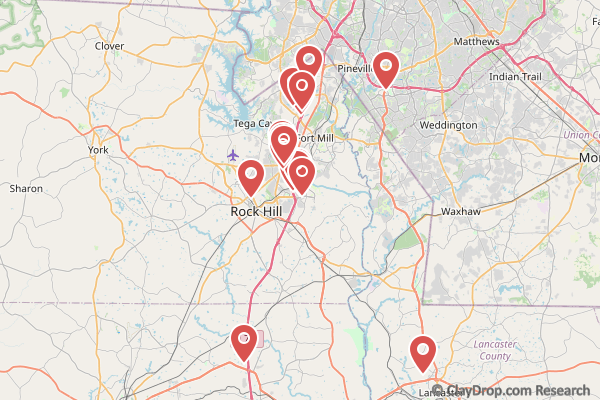 Clover
Matthews
Pineville
Indian Trail
Tega Cay
Fort Mill
Weddington
Union Co
York
Mon
Sharon
Rock Hill
Waxhaw
Lancaster
County
Lancaster
© ClayDrop.com Research